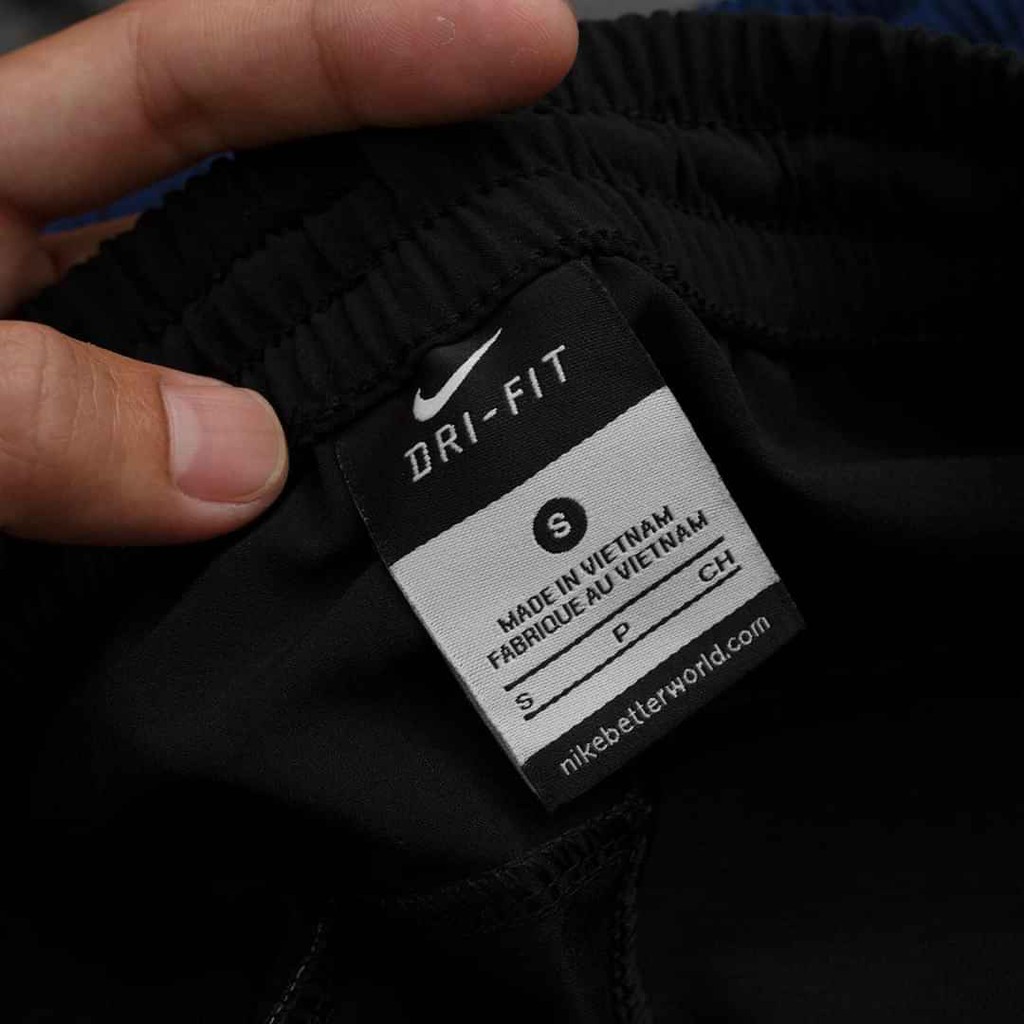 DRI-FIT
S
MADE IN VIETNAM
FABRIQUE AU VIETNAM
S P CH
nikebetterworld.com